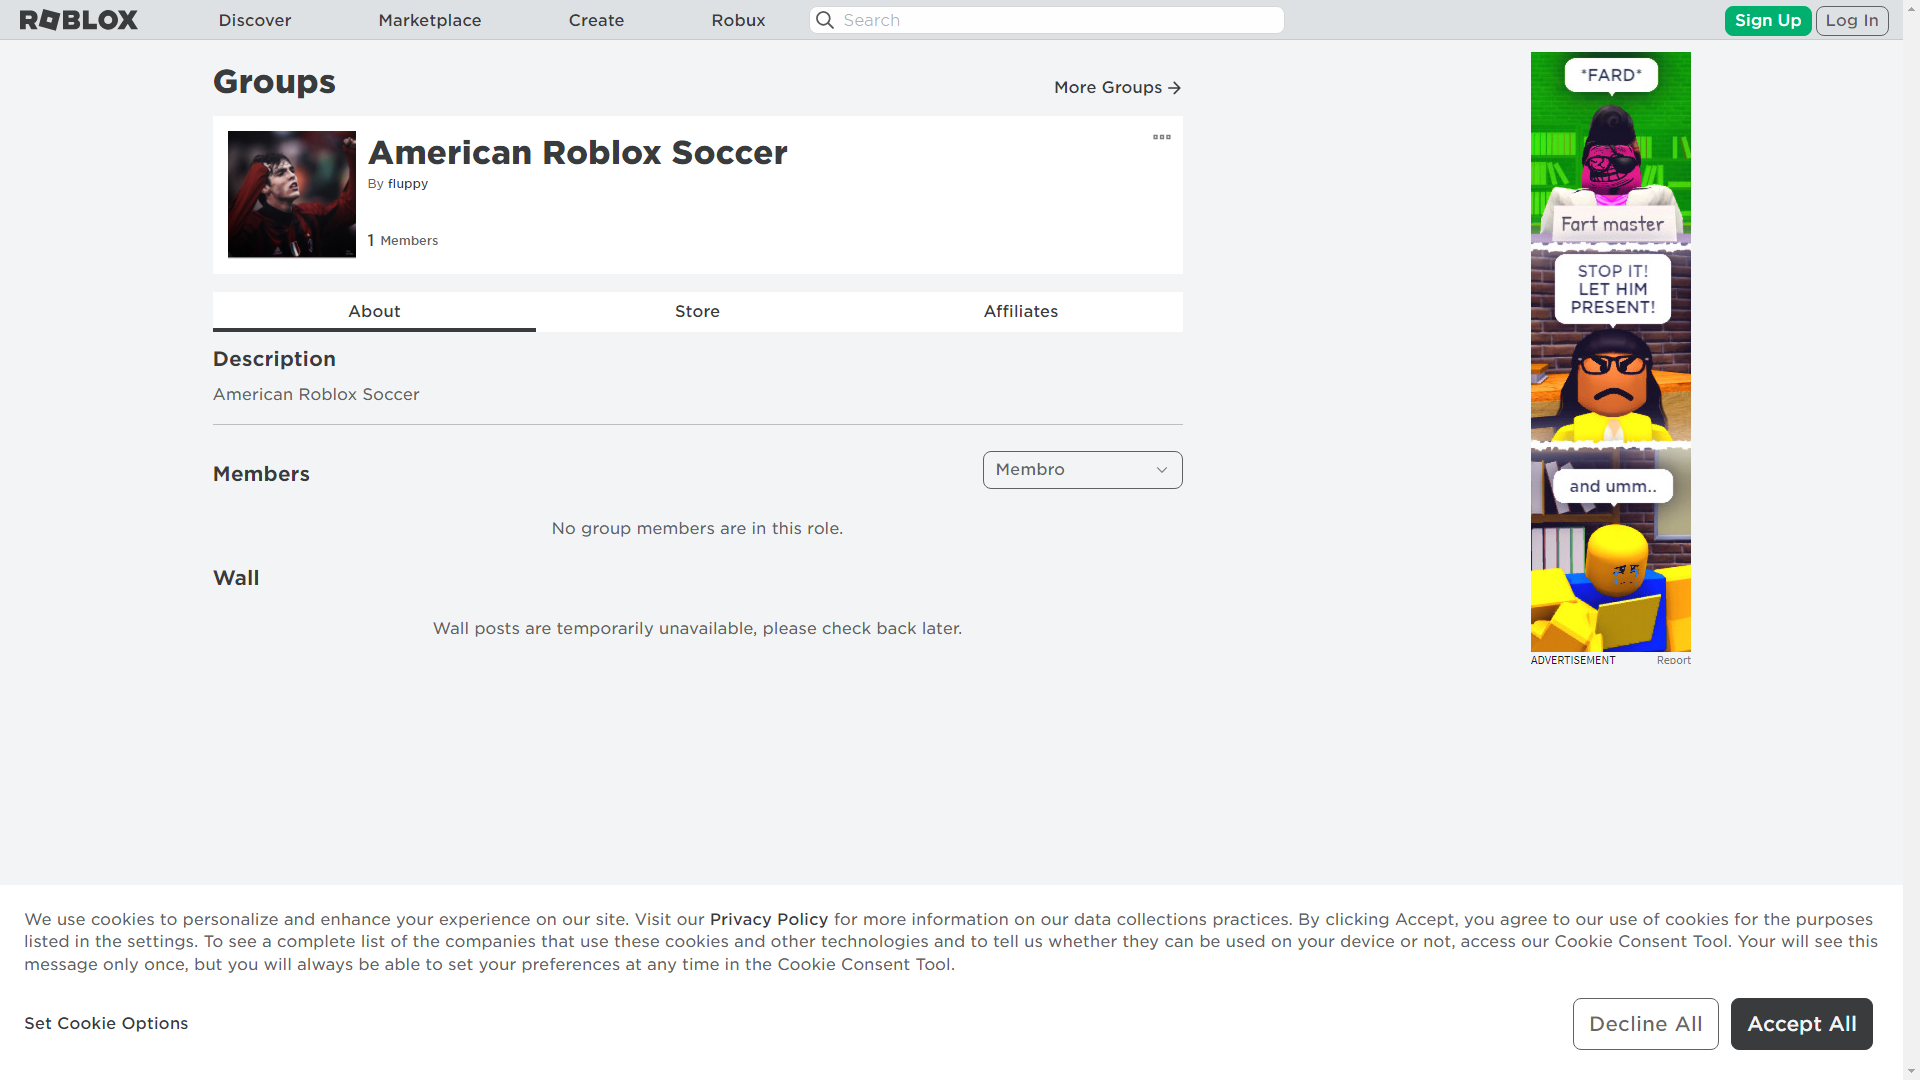 ROBLOX
Discover
Marketplace
Create
Robux
Search
Sign Up
Log In
Groups
More Groups
American Roblox Soccer
By fluppy
1 Members
About
Store
Affiliates
Description
American Roblox Soccer
Members
Membro
No group members are in this role.
Wall
Wall posts are temporarily unavailable, please check back later.
*FARD*
Fart master
STOP IT!
LET HIM
PRESENT!
and umm..
ADVERTISEMENT
Report
We use cookies to personalize and enhance your experience on our site. Visit our Privacy Policy for more information on our data collections practices. By clicking Accept, you agree to our use of cookies for the purposes
listed in the settings. To see a complete list of the companies that use these cookies and other technologies and to tell us whether they can be used on your device or not, access our Cookie Consent Tool. Your will see this
message only once, but you will always be able to set your preferences at any time in the Cookie Consent Tool.
Set Cookie Options
Decline All
Accept All